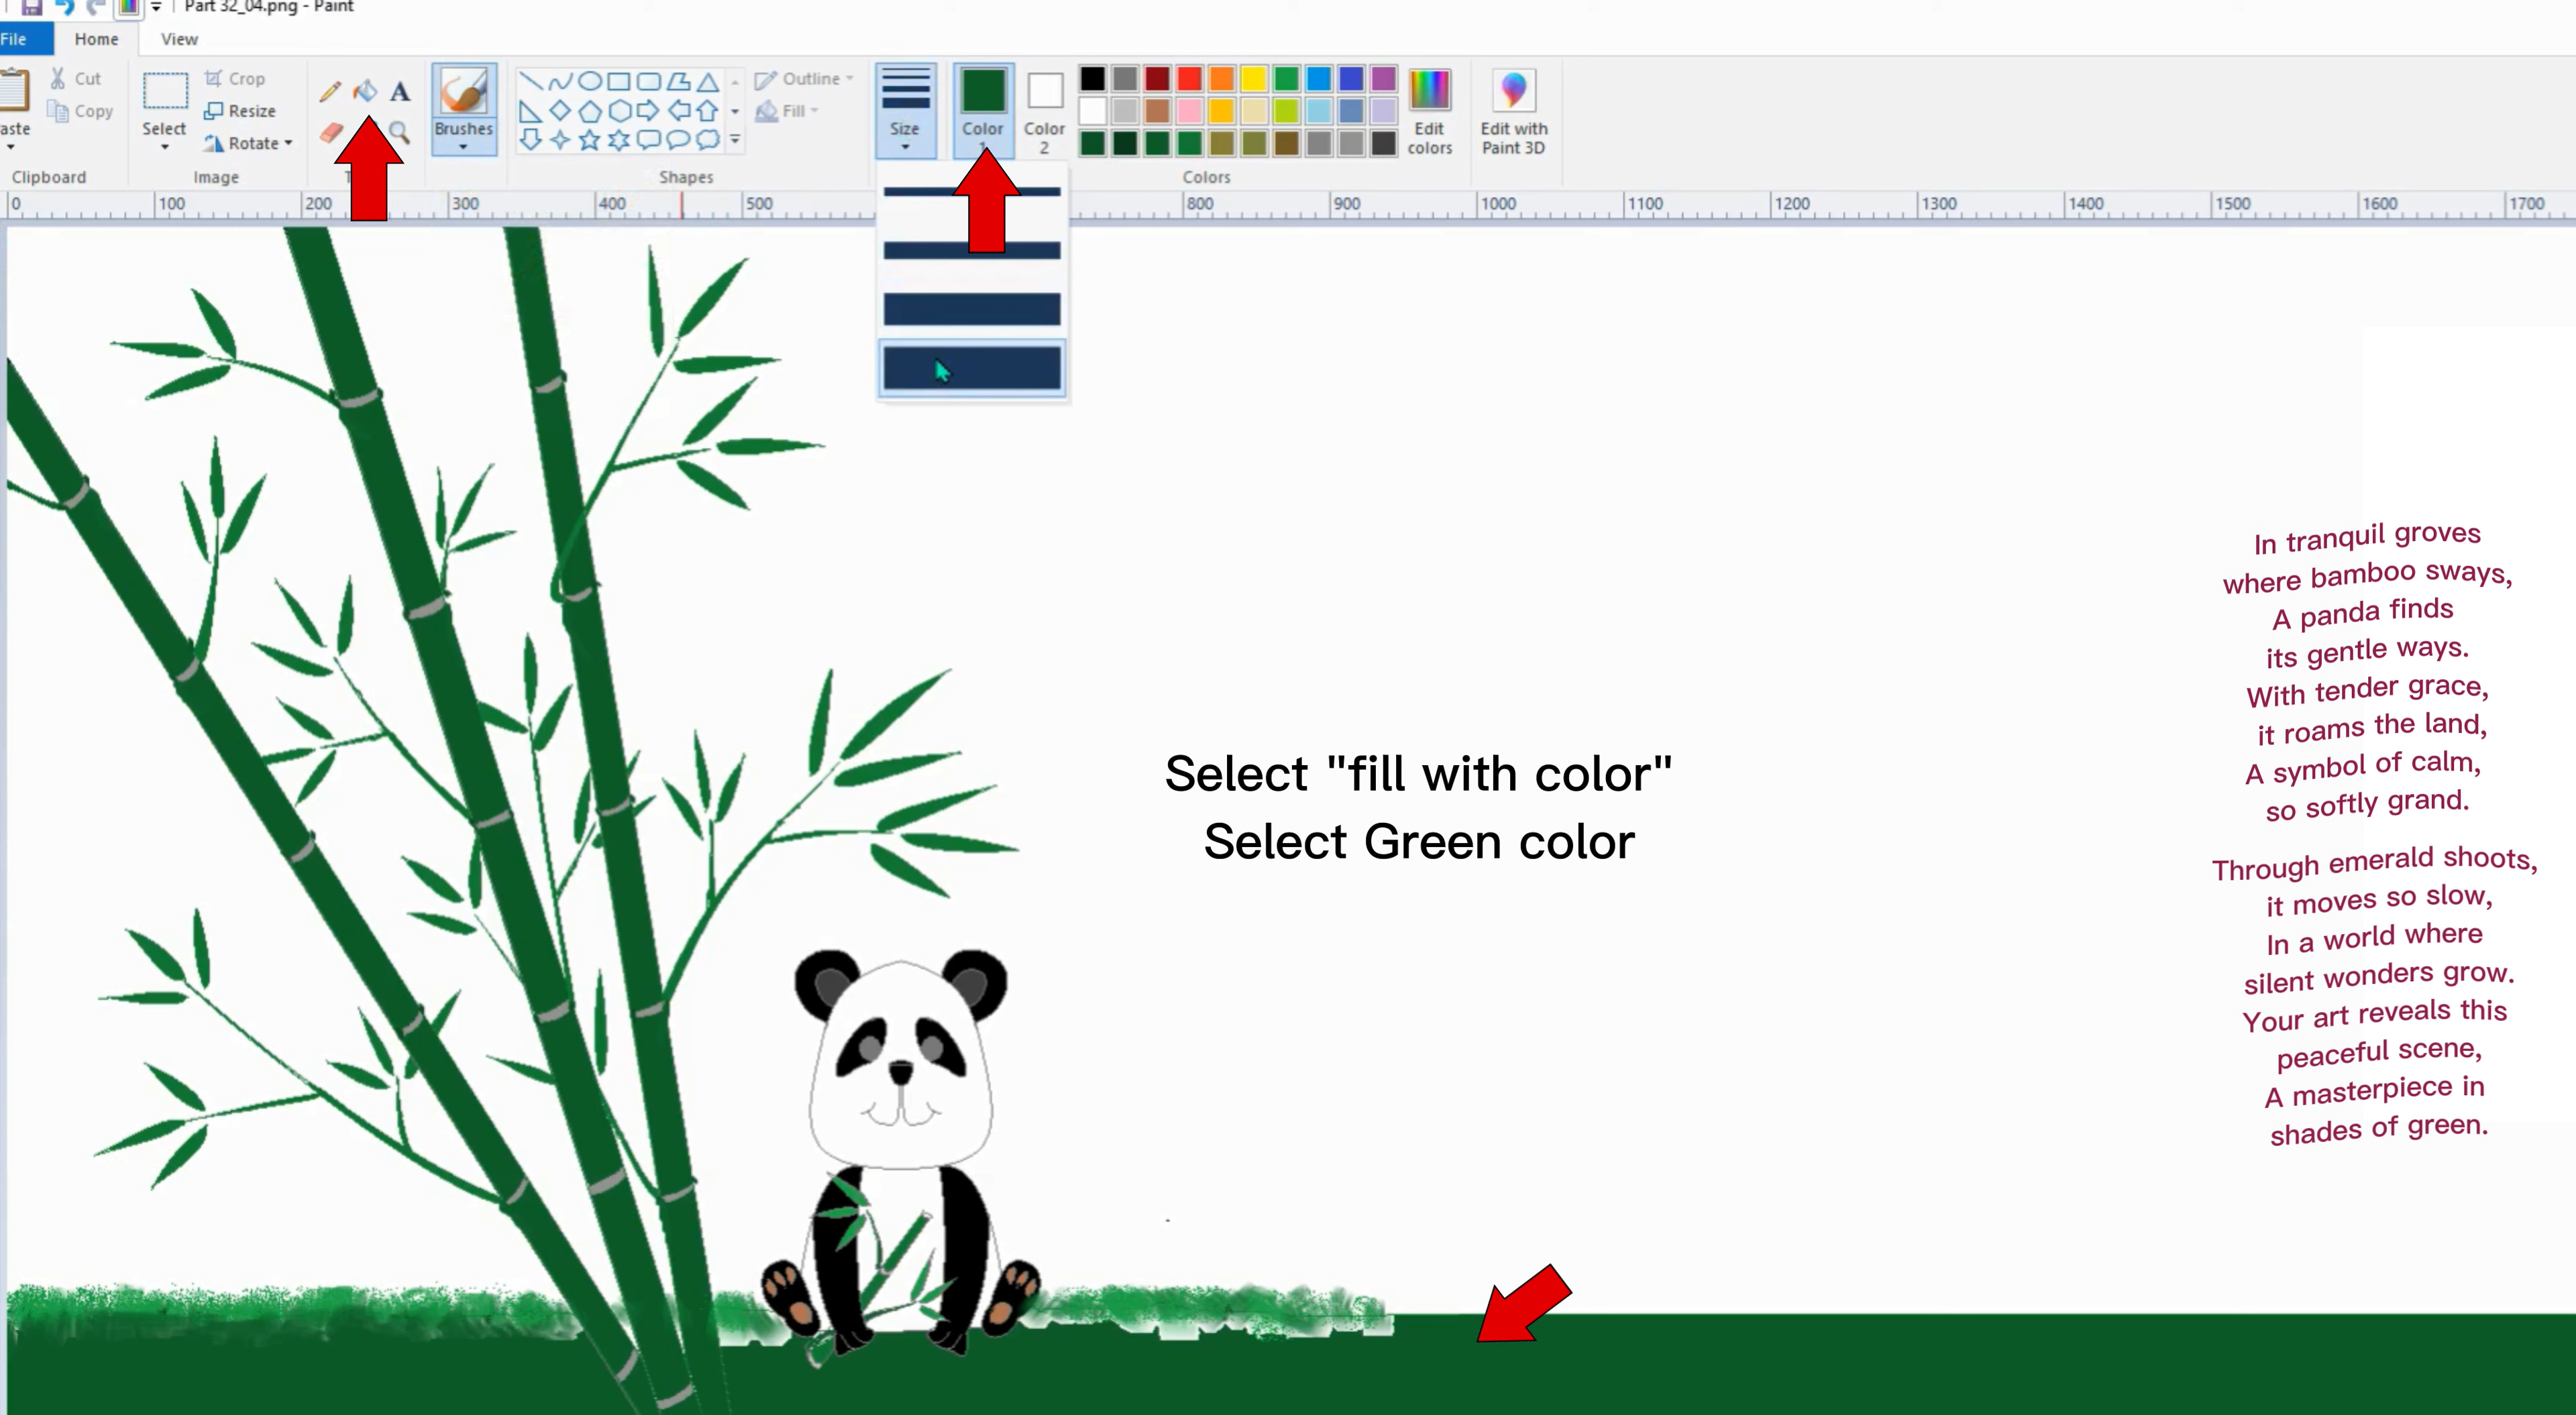 Part 32_04.png - Paint
File Home View
Cut
Copy
aste
Clipboard
Select
Crop
Resize
Rotate
Image
A
Brushes
Shapes
Outline
Fill
Size
Color
Color 2
Edit colors
Edit with Paint 3D
Colors
0 100 200 300 400 500 800 900 1000 1100 1200 1300 1400 1500 1600 1700
Select "fill with color"
Select Green color
In tranquil groves
where bamboo sways,
A panda finds
its gentle ways.
With tender grace,
it roams the land,
A symbol of calm,
so softly grand.
Through emerald shoots,
it moves so slow,
In a world where
silent wonders grow.
Your art reveals this
peaceful scene,
A masterpiece in
shades of green.